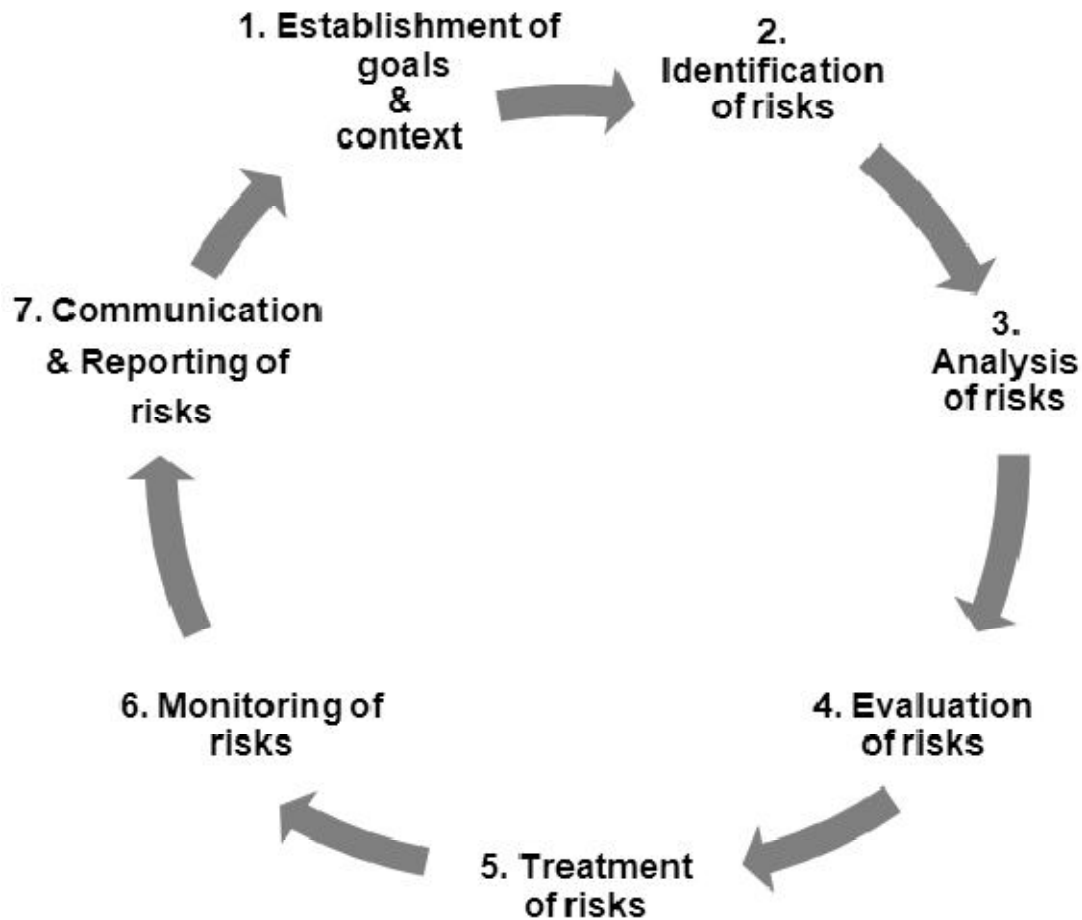 1. Establishment of
goals
&
context
2.
Identification
of risks
3.
Analysis
of risks
4. Evaluation
of risks
5. Treatment
of risks
6. Monitoring of
risks
7. Communication
& Reporting of
risks